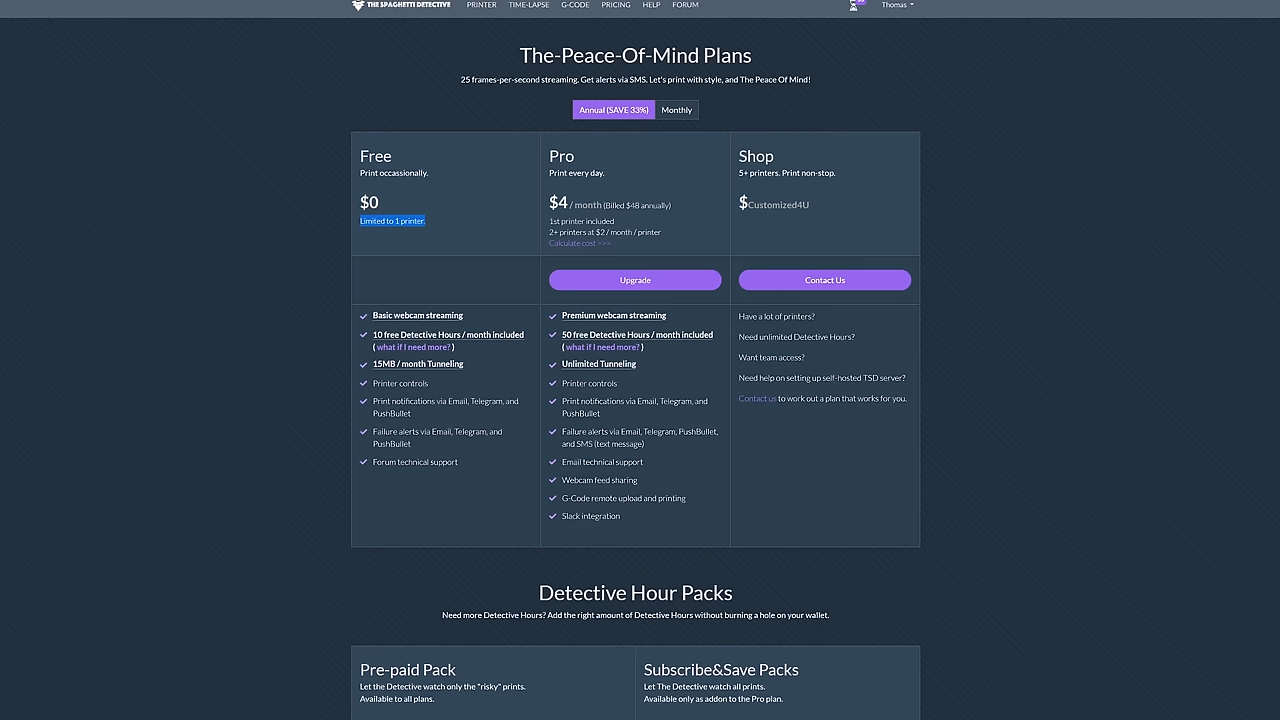 THE SPAGHETTI DETECTIVE PRINTER TIME-LAPSE G-CODE PRICING HELP FORUM Thomas
The-Peace-Of-Mind Plans
25 frames-per-second streaming. Get alerts via SMS. Let's print with style, and The Peace Of Mind!
Annual (SAVE 33%) Monthly
Free
Print occassionally.
$0
Limited to 1 printer.
Pro
Print every day.
$4 / month (Billed $48 annually)
1st printer included
2+ printers at $2 / month / printer
Calculate cost >>>
Shop
5+ printers. Print non-stop.
$Customized4U
Upgrade
Contact Us
Basic webcam streaming
10 free Detective Hours / month included
( what if I need more? )
15MB / month Tunneling
Printer controls
Print notifications via Email, Telegram, and
PushBullet
Failure alerts via Email, Telegram, and
PushBullet
Forum technical support
Premium webcam streaming
50 free Detective Hours / month included
( what if I need more? )
Unlimited Tunneling
Printer controls
Print notifications via Email, Telegram, and
PushBullet
Failure alerts via Email, Telegram, PushBullet,
and SMS (text message)
Email technical support
Webcam feed sharing
G-Code remote upload and printing
Slack integration
Have a lot of printers?
Need unlimited Detective Hours?
Want team access?
Need help on setting up self-hosted TSD server?
Contact us to work out a plan that works for you.
Detective Hour Packs
Need more Detective Hours? Add the right amount of Detective Hours without burning a hole on your wallet.
Pre-paid Pack
Let the Detective watch only the "risky" prints.
Available to all plans.
Subscribe&Save Packs
Let The Detective watch all prints.
Available only as addon to the Pro plan.